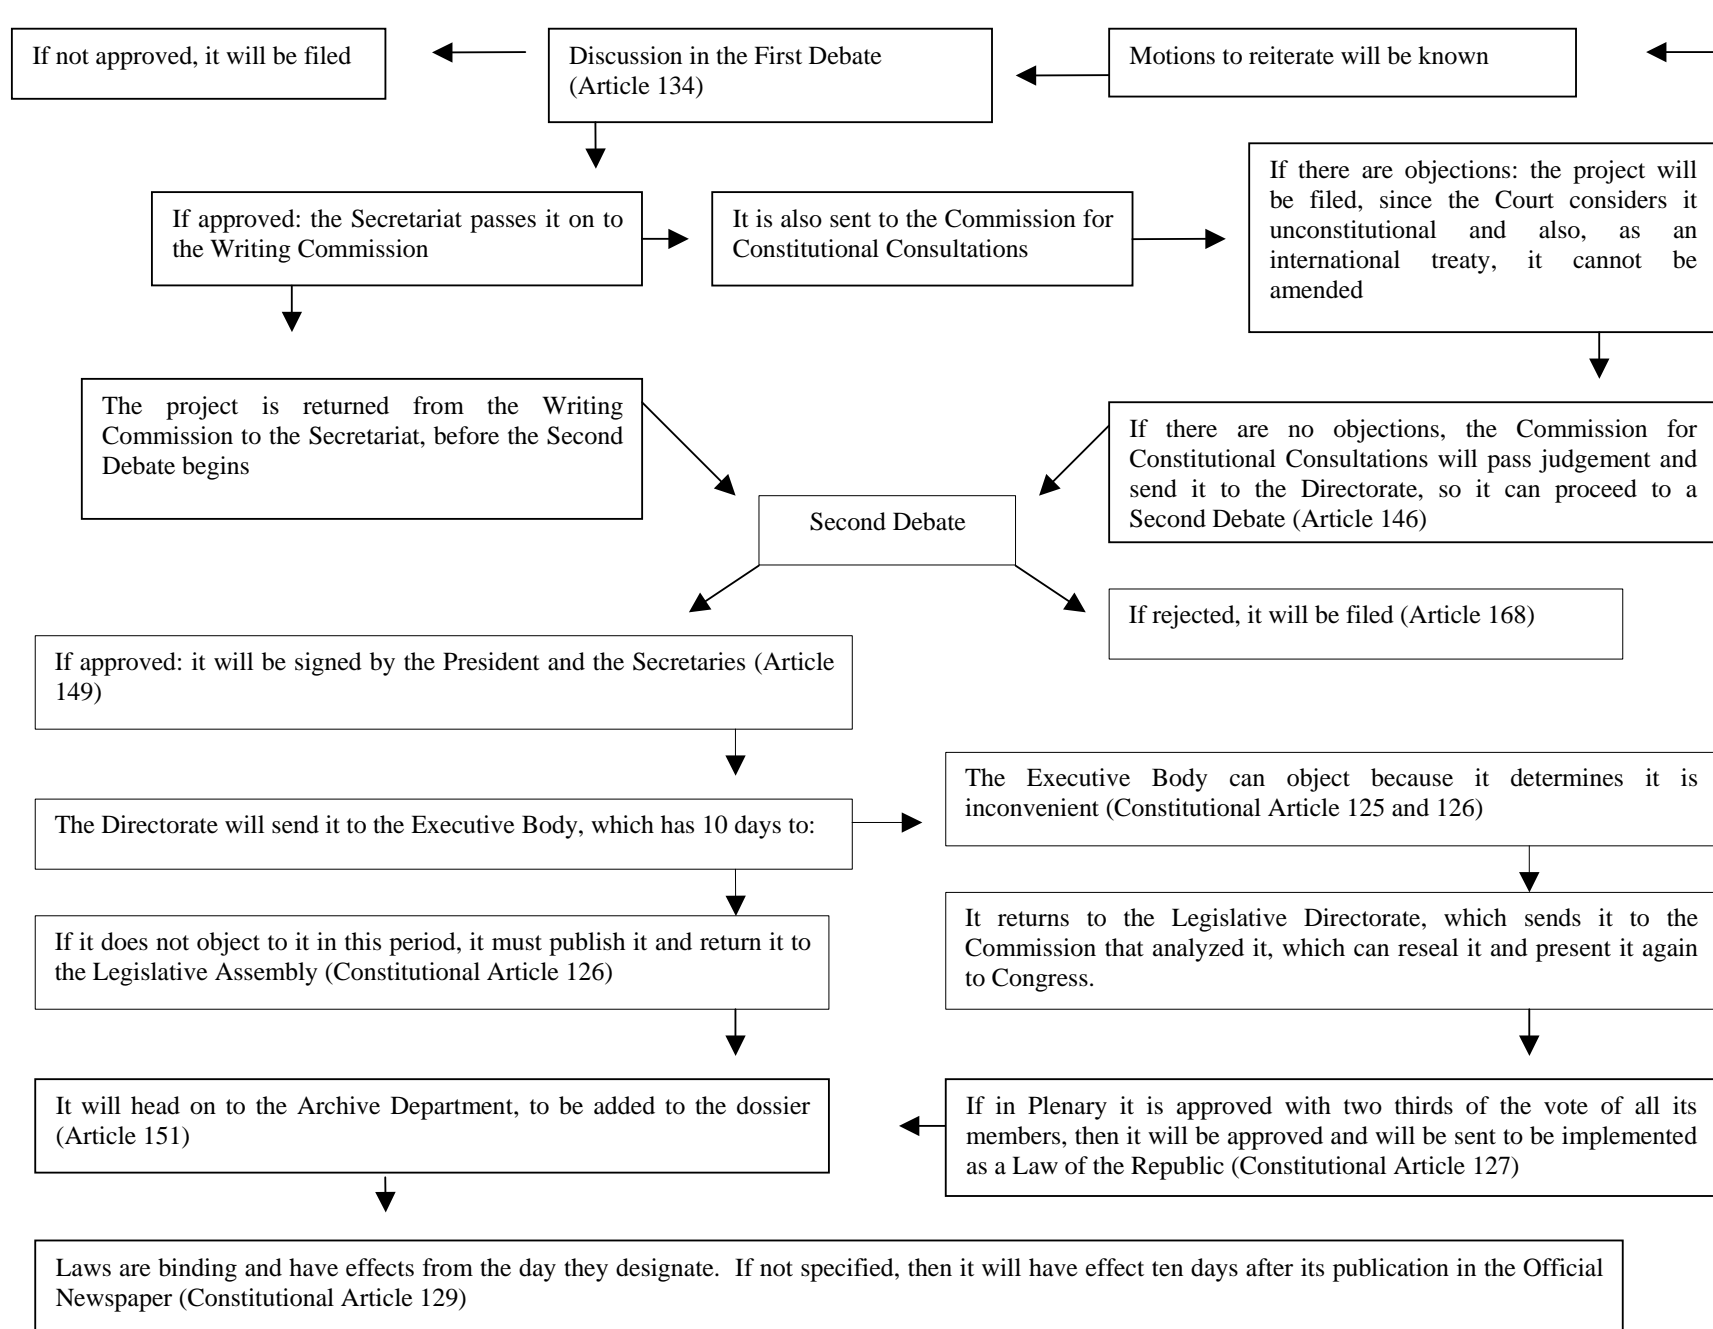 If not approved, it will be filed
Discussion in the First Debate
(Article 134)
Motions to reiterate will be known
If there are objections: the project will
be filed, since the Court considers it
unconstitutional and also, as an
international treaty, it cannot be
amended
If approved: the Secretariat passes it on to
the Writing Commission
It is also sent to the Commission for
Constitutional Consultations
The project is returned from the Writing
Commission to the Secretariat, before the Second
Debate begins
If there are no objections, the Commission for
Constitutional Consultations will pass judgement and
send it to the Directorate, so it can proceed to a
Second Debate (Article 146)
Second Debate
If rejected, it will be filed (Article 168)
If approved: it will be signed by the President and the Secretaries (Article
149)
The Executive Body can object because it determines it is
inconvenient (Constitutional Article 125 and 126)
The Directorate will send it to the Executive Body, which has 10 days to:
It returns to the Legislative Directorate, which sends it to the
Commission that analyzed it, which can reseal it and present it again
to Congress.
If it does not object to it in this period, it must publish it and return it to
the Legislative Assembly (Constitutional Article 126)
It will head on to the Archive Department, to be added to the dossier
(Article 151)
If in Plenary it is approved with two thirds of the vote of all its
members, then it will be approved and will be sent to be implemented
as a Law of the Republic (Constitutional Article 127)
Laws are binding and have effects from the day they designate.  If not specified, then it will have effect ten days after its publication in the Official
Newspaper (Constitutional Article 129)